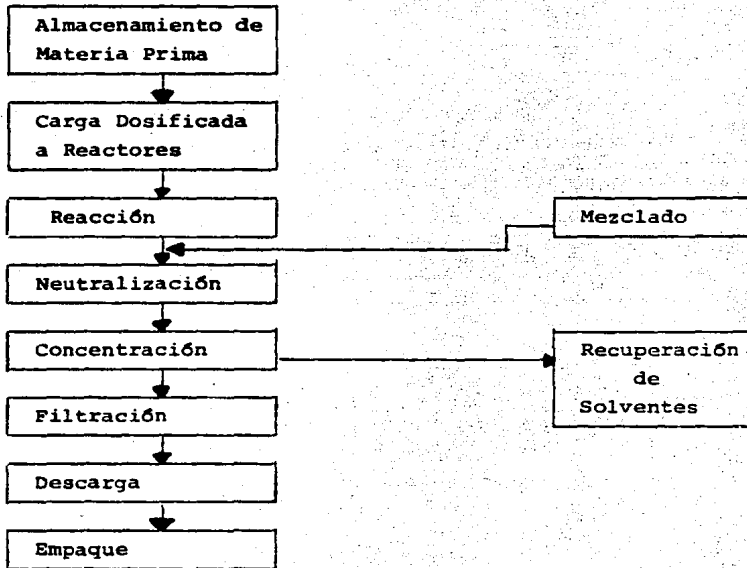 Almacenamiento de
Materia Prima
Carga Dosificada
a Reactores
Reacción
Mezclado
Neutralización
Concentración
Recuperación
de
Solventes
Filtración
Descarga
Empaque